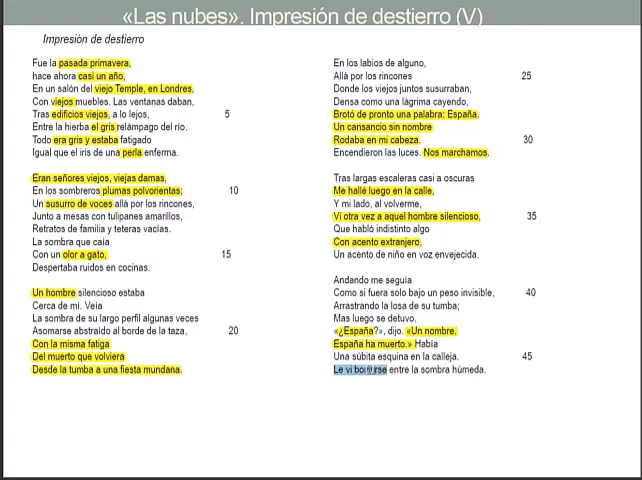 «Las nubes». Impresión de destierro (V)
Impresión de destierro
Fue la pasada primavera,
hace ahora casi un año,
En un salón del viejo Temple, en Londres,
Con viejos muebles. Las ventanas daban,
Tras edificios viejos, a lo lejos, 5
Entre la hierba el gris relámpago del río.
Todo era gris y estaba fatigado
Igual que el iris de una perla enferma.
Eran señores viejos, viejas damas,
En los sombreros plumas polvorientas; 10
Un susurro de voces allá por los rincones,
Junto a mesas con tulipanes amarillos,
Retratos de familia y teteras vacías.
La sombra que caía
Con un olor a gato, 15
Despertaba ruidos en cocinas.
Un hombre silencioso estaba
Cerca de mí. Veía
La sombra de su largo perfil algunas veces
Asomarse abstraído al borde de la taza, 20
Con la misma fatiga
Del muerto que volviera
Desde la tumba a una fiesta mundana.
En los labios de alguno,
Allá por los rincones 25
Donde los viejos juntos susurraban,
Densa como una lágrima cayendo,
Brotó de pronto una palabra: España.
Un cansancio sin nombre
Rodaba en mi cabeza. 30
Encendieron las luces. Nos marchamos.
Tras largas escaleras casi a oscuras
Me hallé luego en la calle,
Y mi lado, al volverme,
Vi otra vez a aquel hombre silencioso, 35
Que habló indistinto algo
Con acento extranjero,
Un acento de niño en voz envejecida.
Andando me seguía
Como si fuera solo bajo un peso invisible, 40
Arrastrando la losa de su tumba;
Mas luego se detuvo.
«¿España?», dijo. «Un nombre.
España ha muerto.» Había
Una súbita esquina en la calleja. 45
Le vi borrarse entre la sombra húmeda.